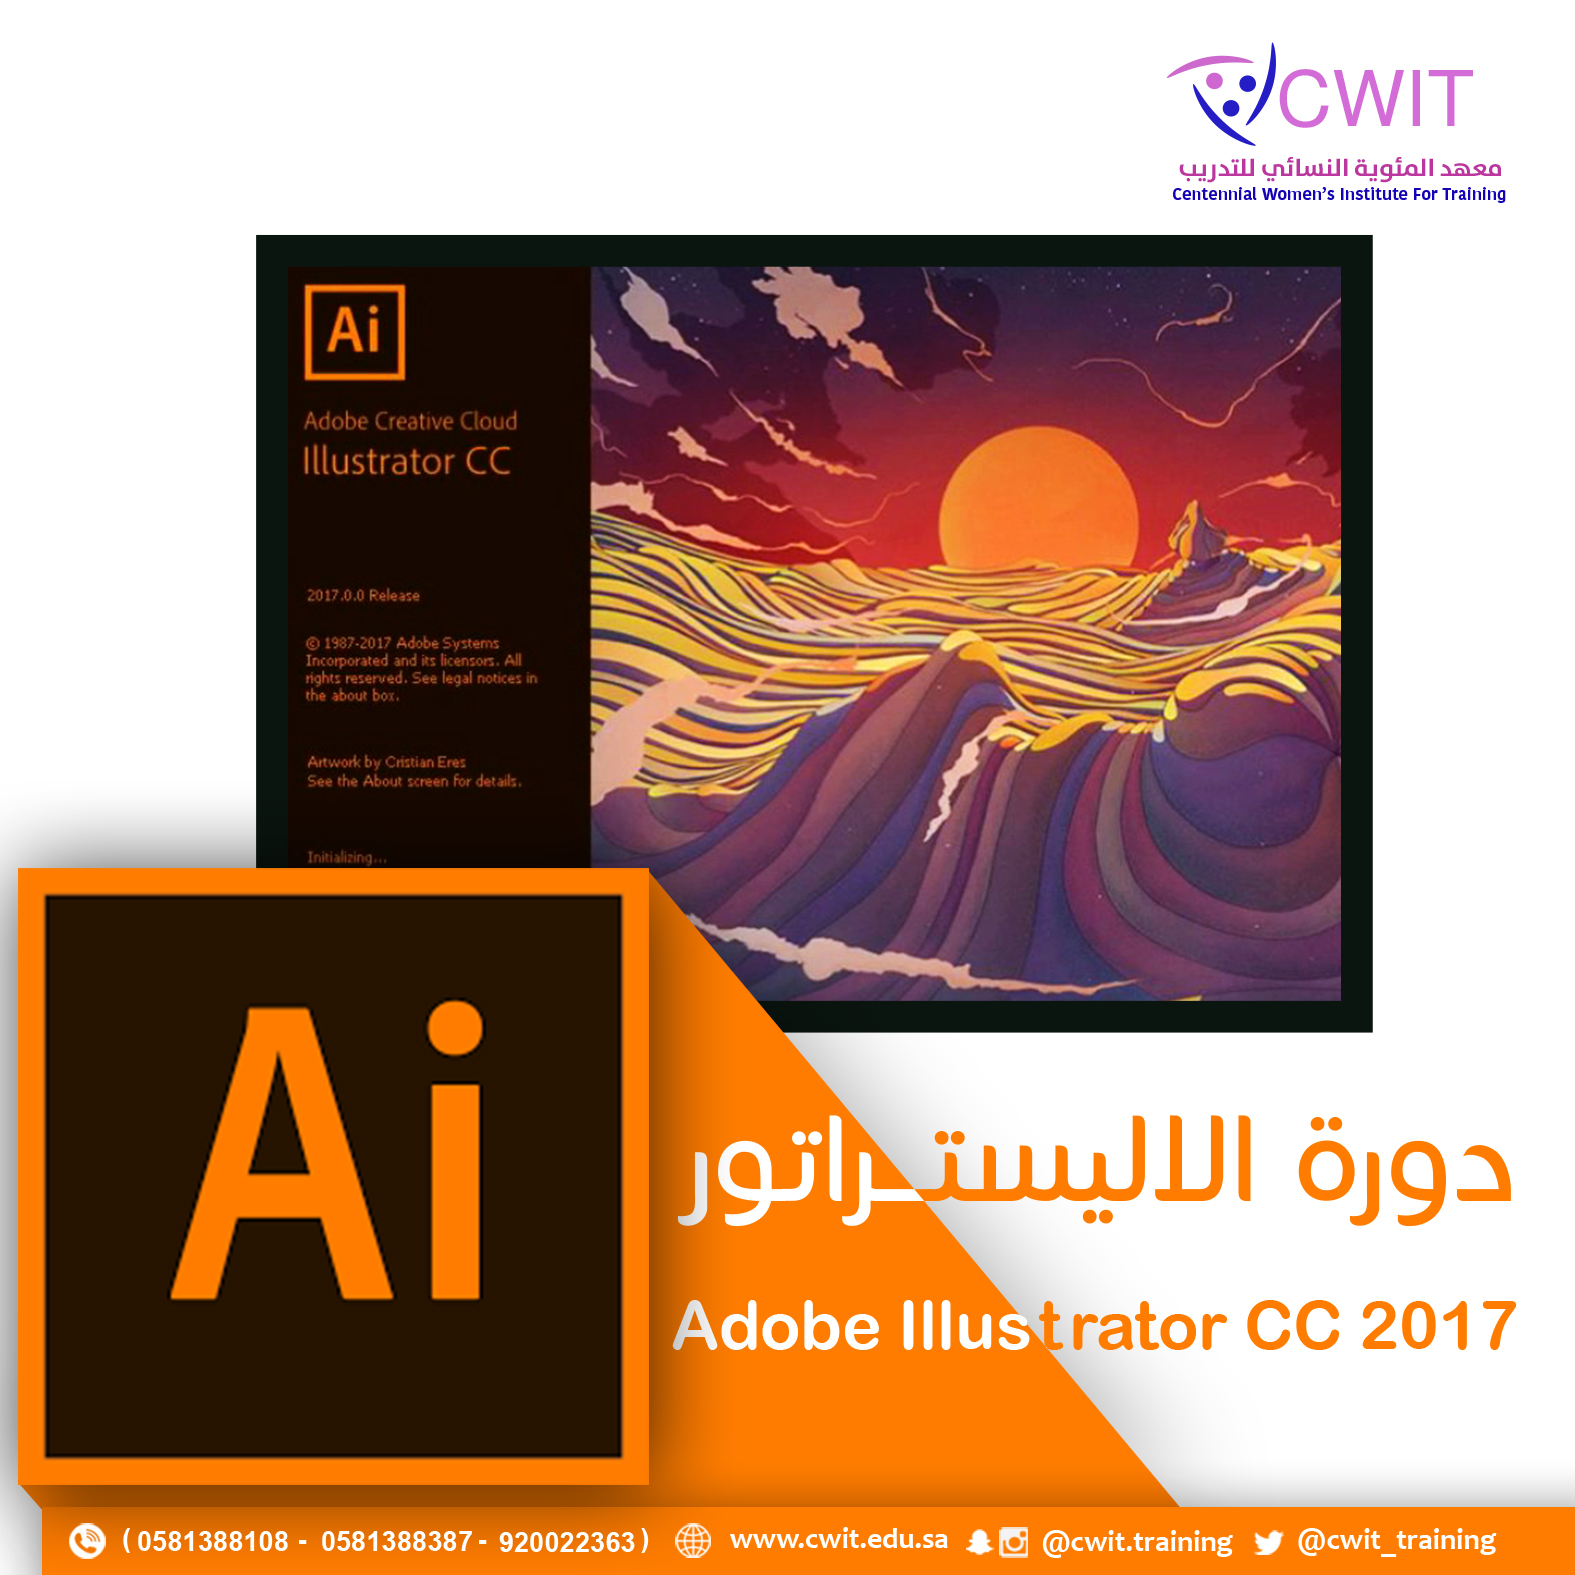 CWIT
معهد المئوية النسائي للتدريب
Centennial Women's Institute For Training
Ai
Adobe Creative Cloud
Illustrator CC
2017.0.0 Release
© 1987-2017 Adobe Systems
Incorporated and its licensors. All
rights reserved. See legal notices in
the about box.
Artwork by Cristian Eres
See the About screen for details.
Initializing...
Ai
دورة الاليستـراتور
Adobe Illustrator CC 2017
( 0581388108 - 0581388387 - 920022363 ) www.cwit.edu.sa @cwit.training @cwit_training